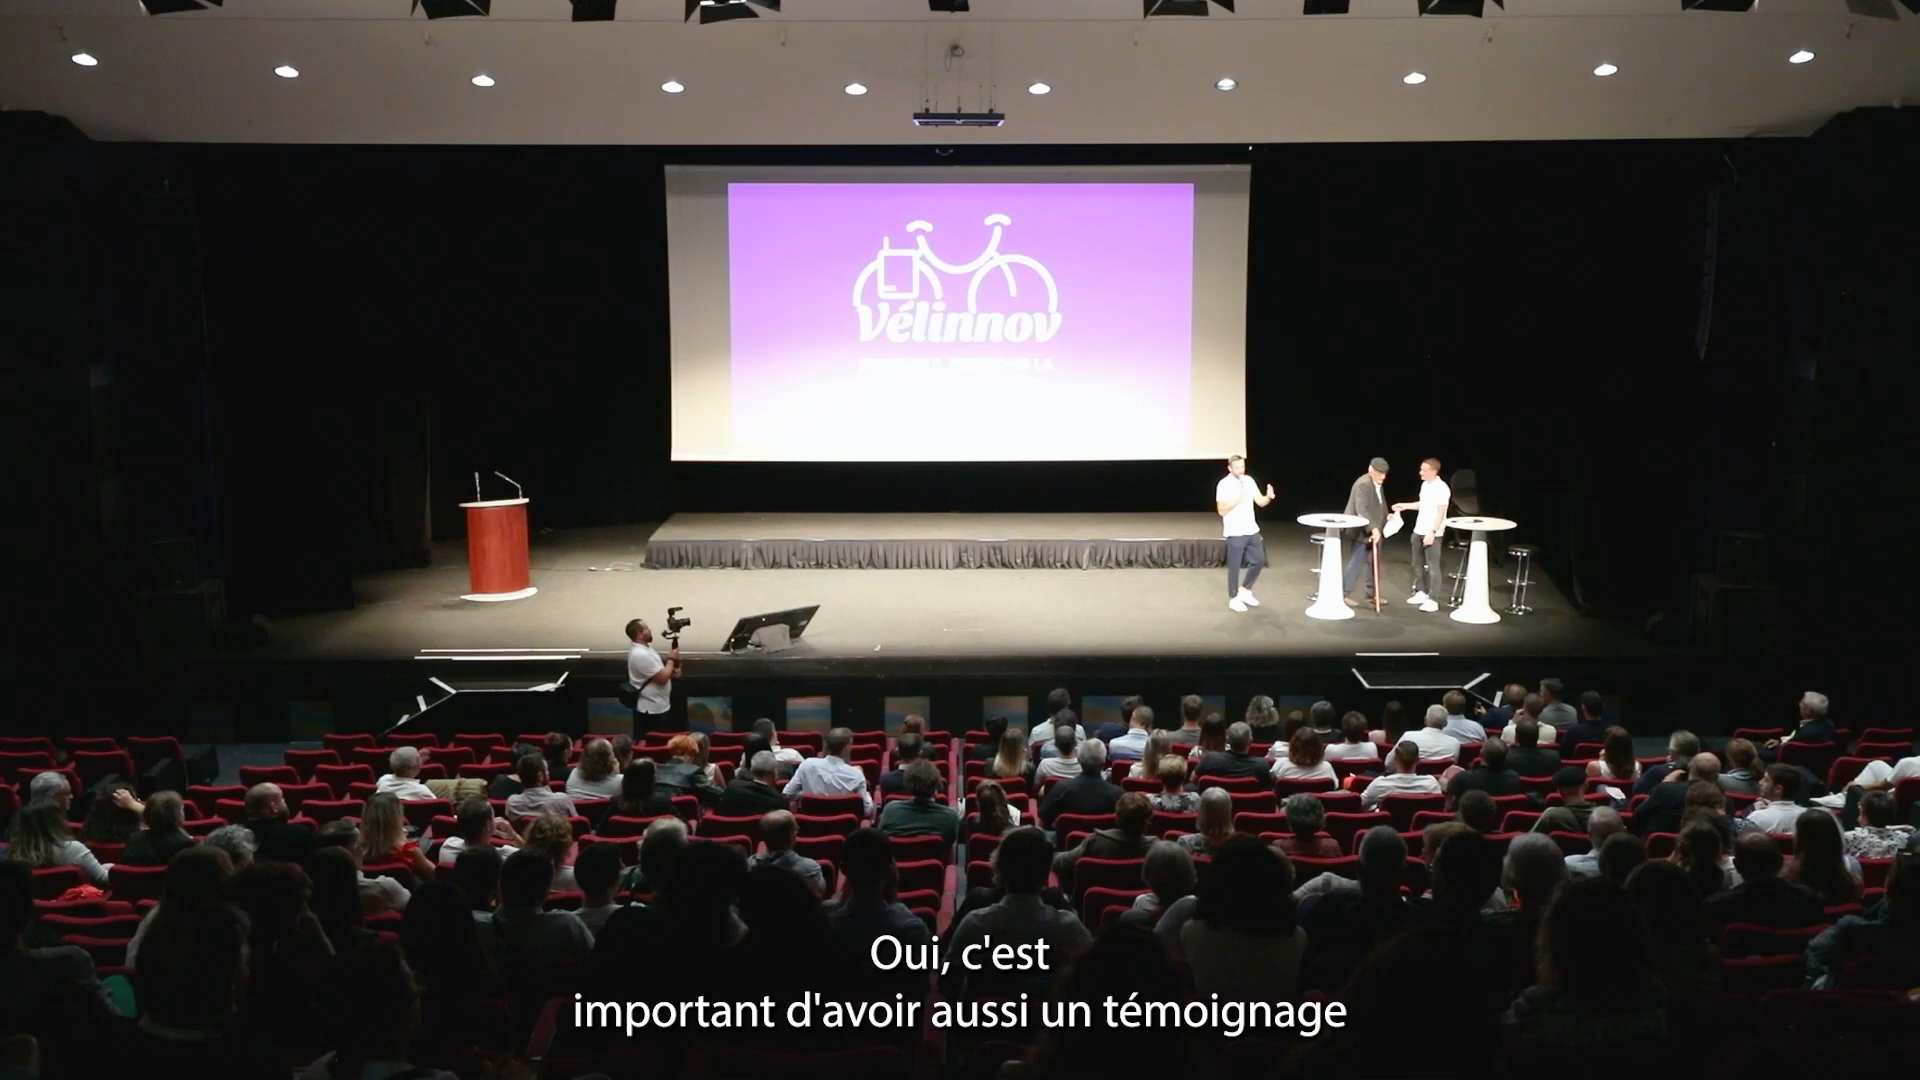 Vélinnov
Oui, c'est
important d'avoir aussi un témoignage